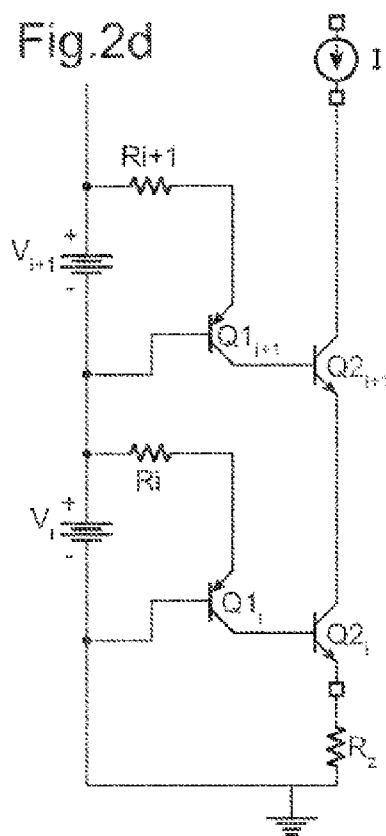 Fig.2d
I
Ri+1
+
Vi+1
-
Q1i+1
Q2i+1
+
Ri
Vi
-
Q1i
Q2i
Rz